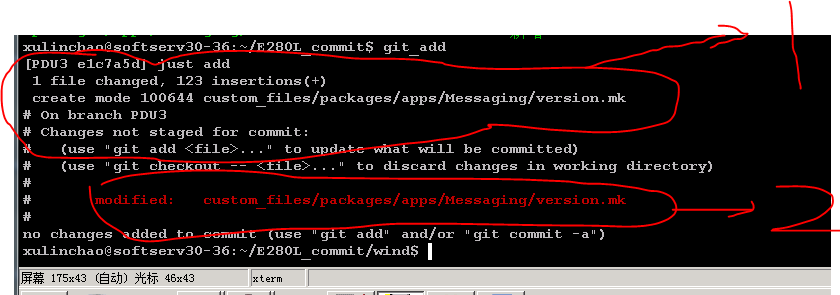 xulinchao@softserv30-36:~/E280L_commit$ git_add
[PDU3 e1c7a5d] just add
1 file changed, 123 insertions(+)
create mode 100644 custom_files/packages/apps/Messaging/version.mk
# On branch PDU3
# Changes not staged for commit:
#   (use "git add <file>..." to update what will be committed)
#   (use "git checkout -- <file>..." to discard changes in working directory)
#
#	modified:   custom_files/packages/apps/Messaging/version.mk
#
no changes added to commit (use "git add" and/or "git commit -a")
xulinchao@softserv30-36:~/E280L_commit/wind$
屏幕 175x43 (自动) 光标 46x43 xterm
1
2